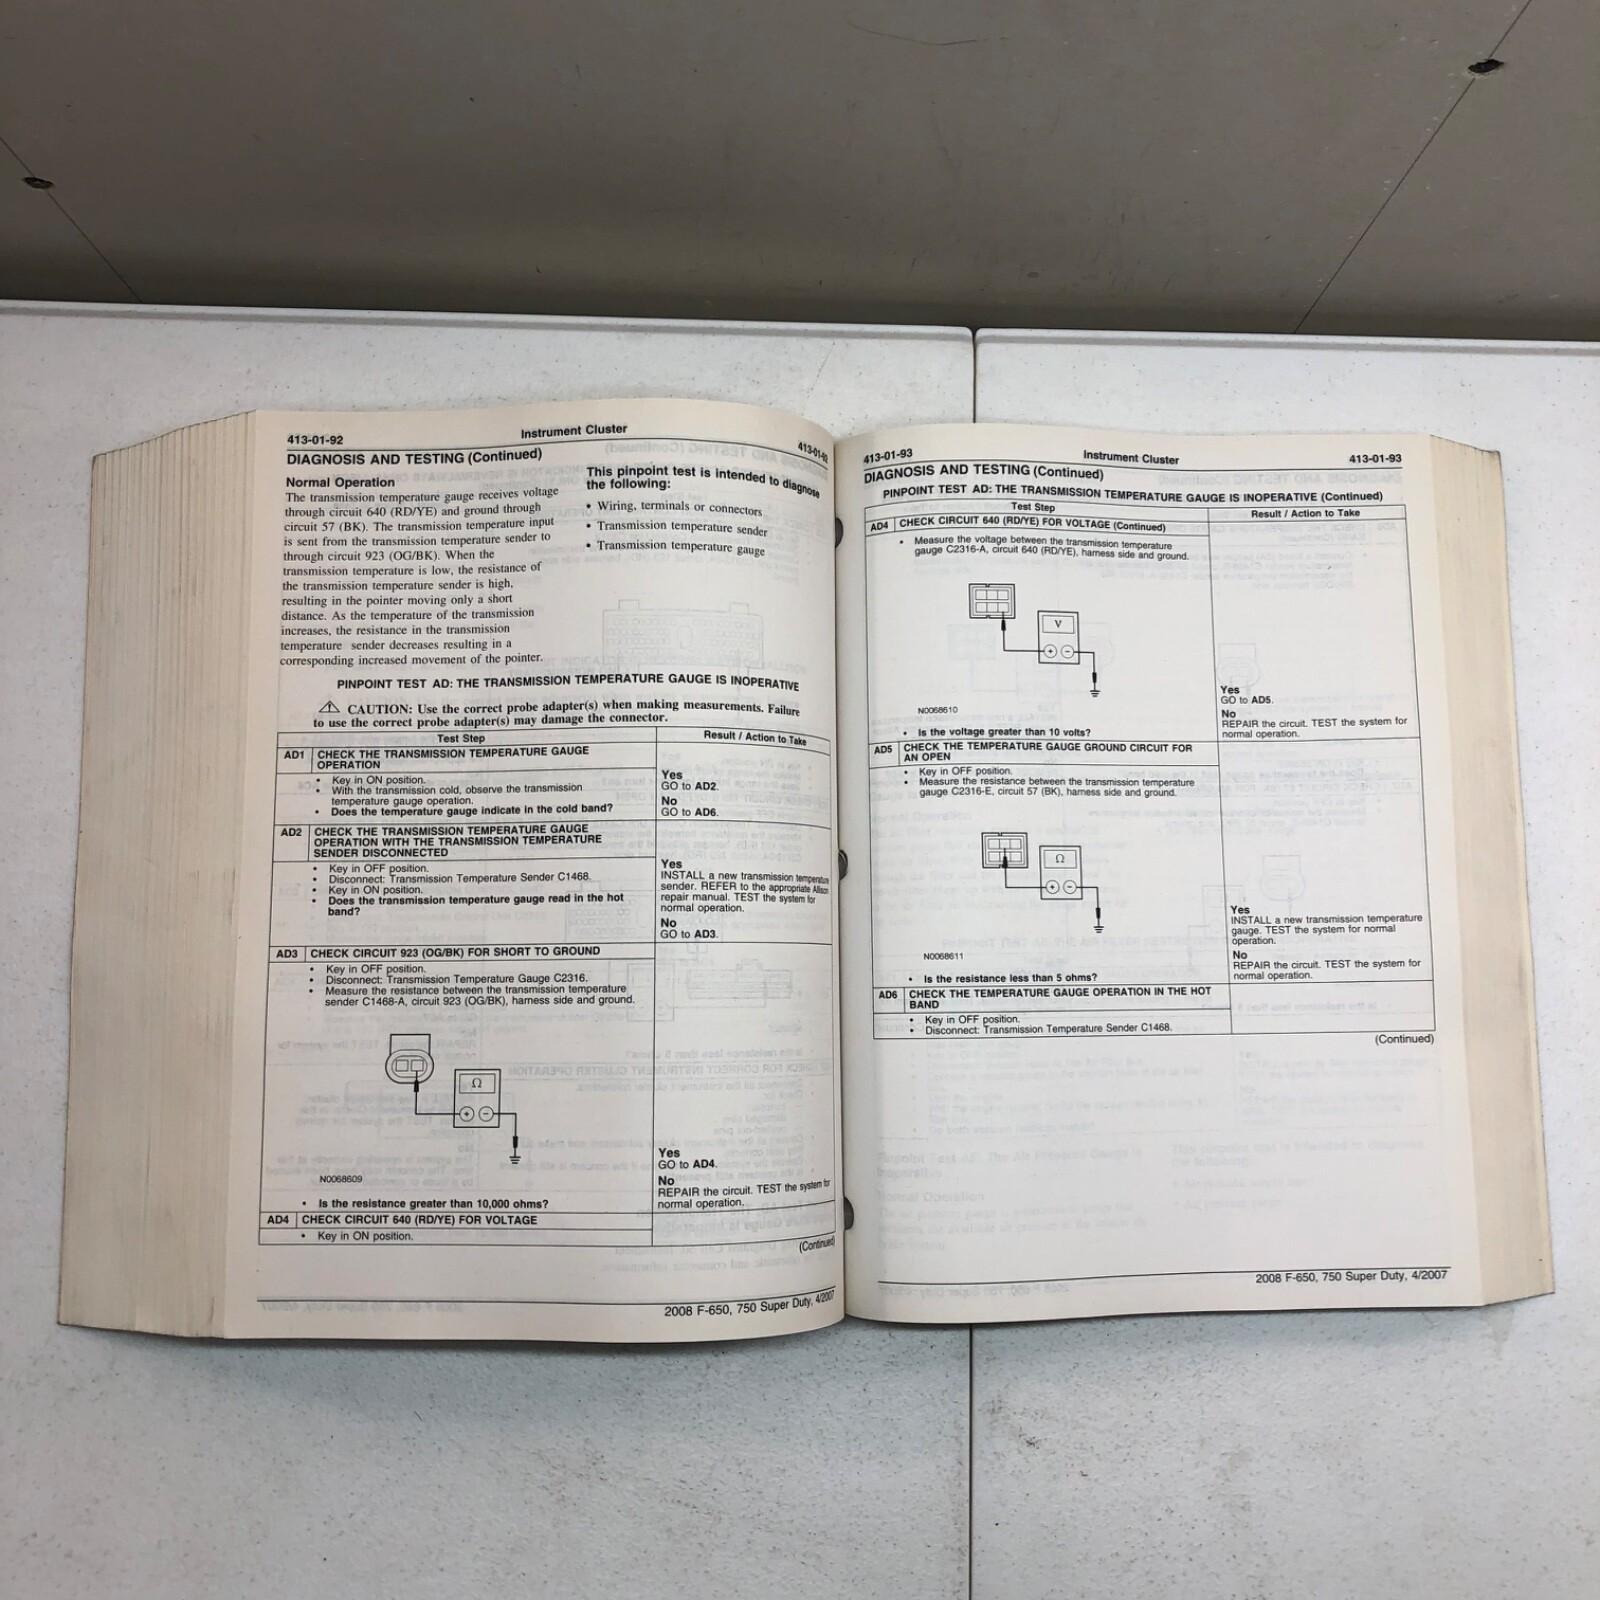 413-01-92
Instrument Cluster
413-01-92
DIAGNOSIS AND TESTING (Continued)
Normal Operation
The transmission temperature gauge receives voltage
through circuit 640 (RD/YE) and ground through
circuit 57 (BK). The transmission temperature input
is sent from the transmission temperature sender to
through circuit 923 (OG/BK). When the
transmission temperature is low, the resistance of
the transmission temperature sender is high,
resulting in the pointer moving only a short
distance. As the temperature of the transmission
increases, the resistance in the transmission
temperature sender decreases resulting in a
corresponding increased movement of the pointer.
This pinpoint test is intended to diagnose
the following:
• Wiring, terminals or connectors
• Transmission temperature sender
• Transmission temperature gauge
PINPOINT TEST AD: THE TRANSMISSION TEMPERATURE GAUGE IS INOPERATIVE
CAUTION: Use the correct probe adapter(s) when making measurements. Failure
to use the correct probe adapter(s) may damage the connector.
Test Step
Result / Action to Take
AD1 CHECK THE TRANSMISSION TEMPERATURE GAUGE
OPERATION
• Key in ON position.
• With the transmission cold, observe the transmission
temperature gauge operation.
• Does the temperature gauge indicate in the cold band?
Yes
GO to AD2.
No
GO to AD6.
AD2 CHECK THE TRANSMISSION TEMPERATURE GAUGE
OPERATION WITH THE TRANSMISSION TEMPERATURE
SENDER DISCONNECTED
• Key in OFF position.
• Disconnect: Transmission Temperature Sender C1468.
• Key in ON position.
• Does the transmission temperature gauge read in the hot
band?
Yes
INSTALL a new transmission temperature
sender. REFER to the appropriate Allison
repair manual. TEST the system for
normal operation.
No
GO to AD3.
AD3 CHECK CIRCUIT 923 (OG/BK) FOR SHORT TO GROUND
• Key in OFF position.
• Disconnect: Transmission Temperature Gauge C2316.
• Measure the resistance between the transmission temperature
sender C1468-A, circuit 923 (OG/BK), harness side and ground.
Ω
+ −
N0068609
• Is the resistance greater than 10,000 ohms?
Yes
GO to AD4.
No
REPAIR the circuit. TEST the system for
normal operation.
AD4 CHECK CIRCUIT 640 (RD/YE) FOR VOLTAGE
• Key in ON position.
(Continued)
2008 F-650, 750 Super Duty, 4/2007
413-01-93
Instrument Cluster
413-01-93
DIAGNOSIS AND TESTING (Continued)
PINPOINT TEST AD: THE TRANSMISSION TEMPERATURE GAUGE IS INOPERATIVE (Continued)
Test Step
Result / Action to Take
AD4 CHECK CIRCUIT 640 (RD/YE) FOR VOLTAGE (Continued)
• Measure the voltage between the transmission temperature
gauge C2316-A, circuit 640 (RD/YE), harness side and ground.
V
+ −
N0068610
• Is the voltage greater than 10 volts?
Yes
GO to AD5.
No
REPAIR the circuit. TEST the system for
normal operation.
AD5 CHECK THE TEMPERATURE GAUGE GROUND CIRCUIT FOR
AN OPEN
• Key in OFF position.
• Measure the resistance between the transmission temperature
gauge C2316-E, circuit 57 (BK), harness side and ground.
Ω
+ −
N0068611
• Is the resistance less than 5 ohms?
Yes
INSTALL a new transmission temperature
gauge. TEST the system for normal
operation.
No
REPAIR the circuit. TEST the system for
normal operation.
AD6 CHECK THE TEMPERATURE GAUGE OPERATION IN THE HOT
BAND
• Key in OFF position.
• Disconnect: Transmission Temperature Sender C1468.
(Continued)
2008 F-650, 750 Super Duty, 4/2007